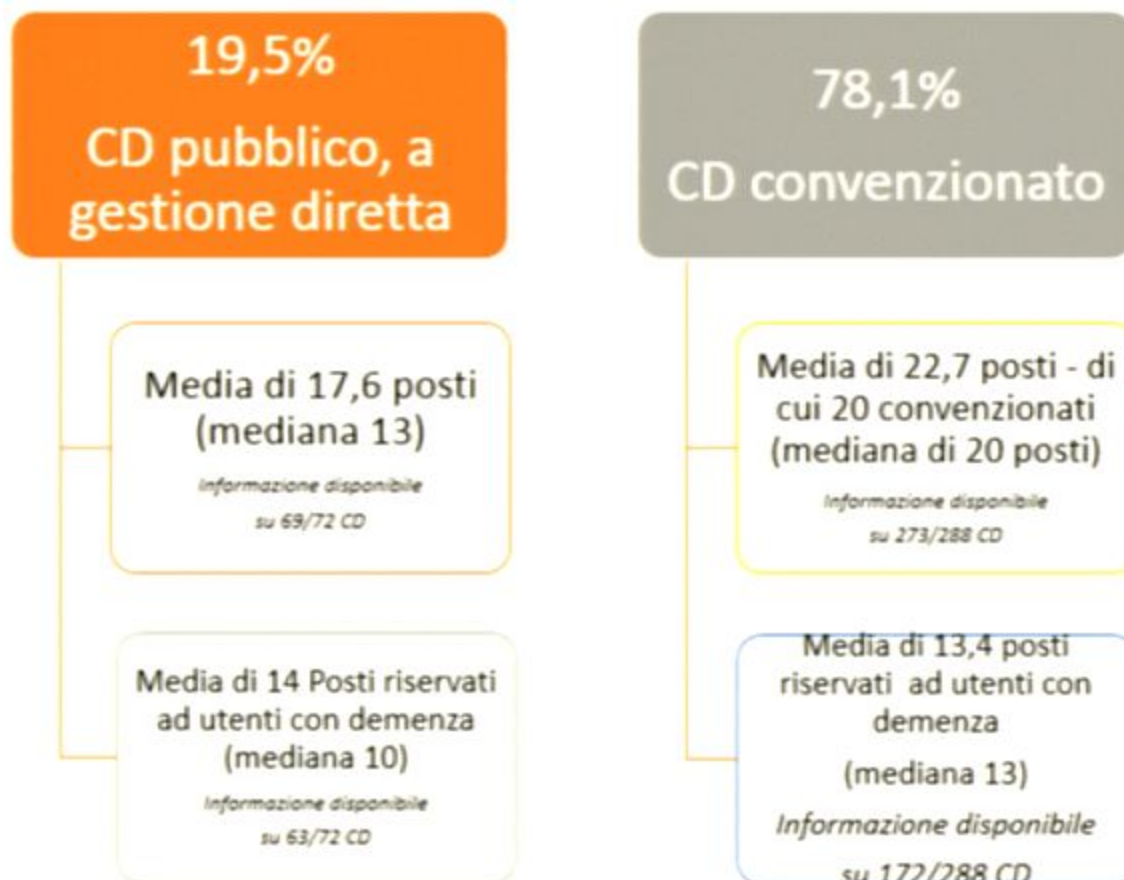 19,5%
CD pubblico, a
gestione diretta
Media di 17,6 posti
(mediana 13)
Informazione disponibile
su 69/72 CD
Media di 14 Posti riservati
ad utenti con demenza
(mediana 10)
Informazione disponibile
su 63/72 CD
78,1%
CD convenzionato
Media di 22,7 posti - di
cui 20 convenzionati
(mediana di 20 posti)
Informazione disponibile
su 273/288 CD
Media di 13,4 posti
riservati ad utenti con
demenza
(mediana 13)
Informazione disponibile
su 172/288 CD